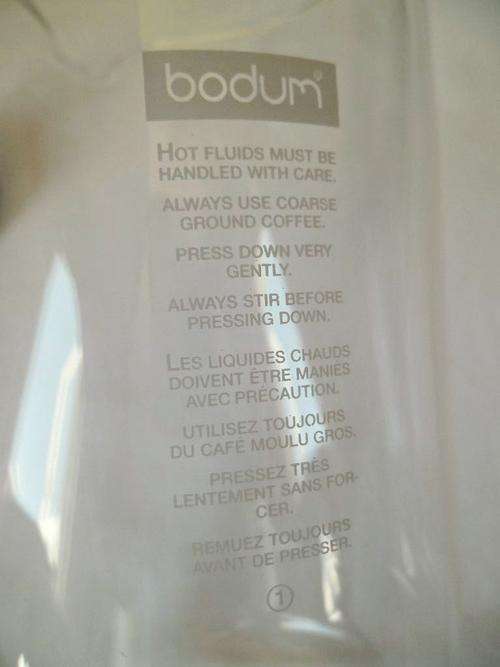 bodum®
HOT FLUIDS MUST BE
HANDLED WITH CARE.
ALWAYS USE COARSE
GROUND COFFEE.
PRESS DOWN VERY
GENTLY.
ALWAYS STIR BEFORE
PRESSING DOWN.
LES LIQUIDES CHAUDS
DOIVENT ÊTRE MANIES
AVEC PRÉCAUTION.
UTILISEZ TOUJOURS
DU CAFÉ MOULU GROS.
PRESSEZ TRÈS
LENTEMENT SANS FOR-
CER.
REMUEZ TOUJOURS
AVANT DE PRESSER.
1